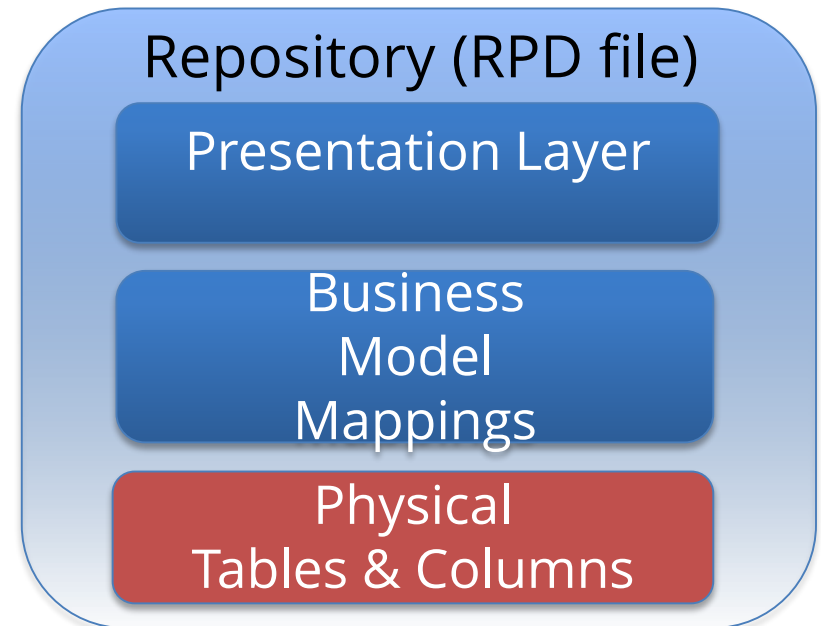 Repository (RPD file)
Presentation Layer
Business
Model
Mappings
Physical
Tables & Columns